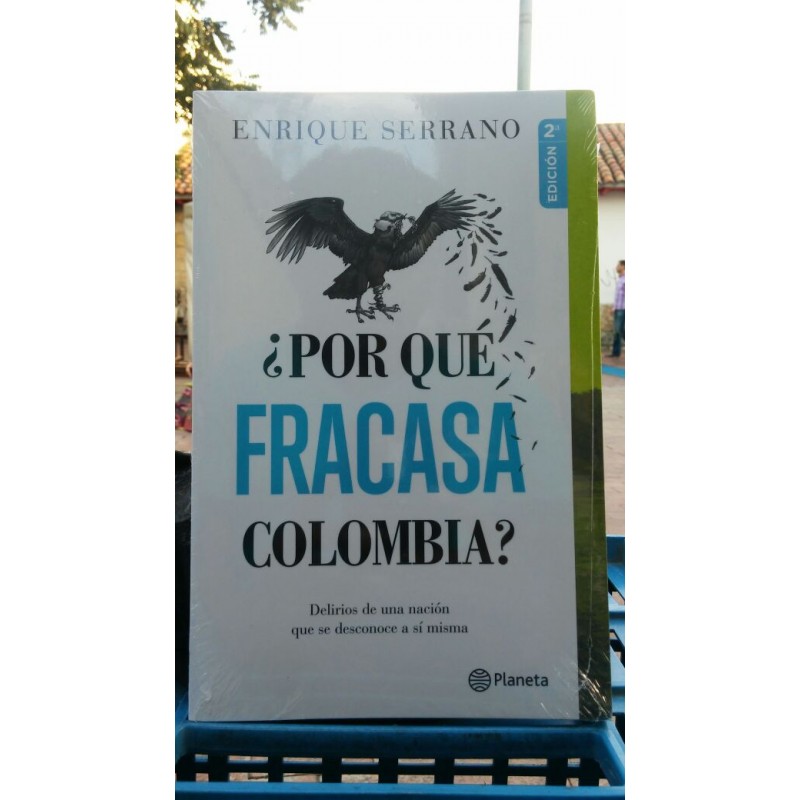 ENRIQUE SERRANO
2ª
EDICIÓN
¿POR QUÉ
FRACASA
COLOMBIA?
Delirios de una nación
que se desconoce a sí misma
Planeta